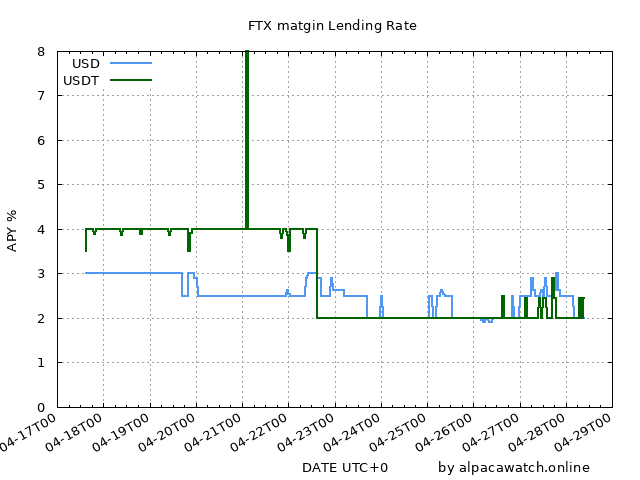 FTX matgin Lending Rate
USD
USDT
8
7
6
5
4
3
2
1
0
APY %
04-17T00
04-18T00
04-19T00
04-20T00
04-21T00
04-22T00
04-23T00
04-24T00
04-25T00
04-26T00
04-27T00
04-28T00
04-29T00
DATE UTC+0
by alpacawatch.online